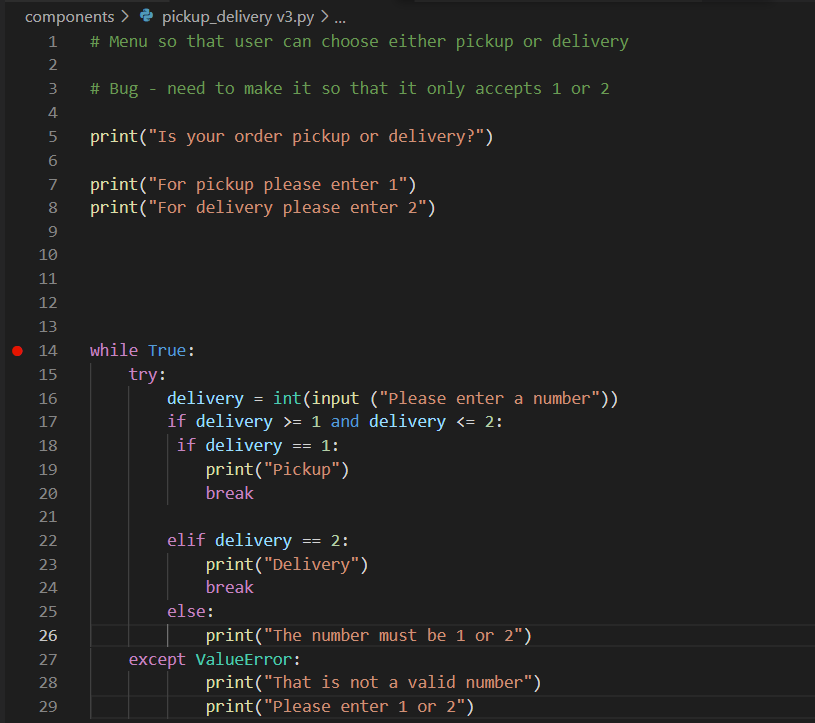 components > pickup_delivery v3.py > ...
1 # Menu so that user can choose either pickup or delivery
2
3 # Bug - need to make it so that it only accepts 1 or 2
4
5 print("Is your order pickup or delivery?")
6
7 print("For pickup please enter 1")
8 print("For delivery please enter 2")
9
10
11
12
13
14 while True:
15     try:
16         delivery = int(input ("Please enter a number"))
17         if delivery >= 1 and delivery <= 2:
18          if delivery == 1:
19             print("Pickup")
20             break
21
22         elif delivery == 2:
23             print("Delivery")
24             break
25         else:
26             print("The number must be 1 or 2")
27     except ValueError:
28             print("That is not a valid number")
29             print("Please enter 1 or 2")